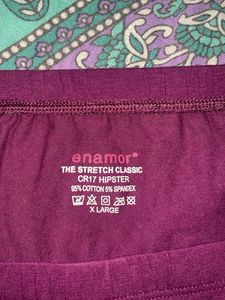 enamor®
THE STRETCH CLASSIC
CR17 HIPSTER
95% COTTON 5% SPANDEX
X LARGE